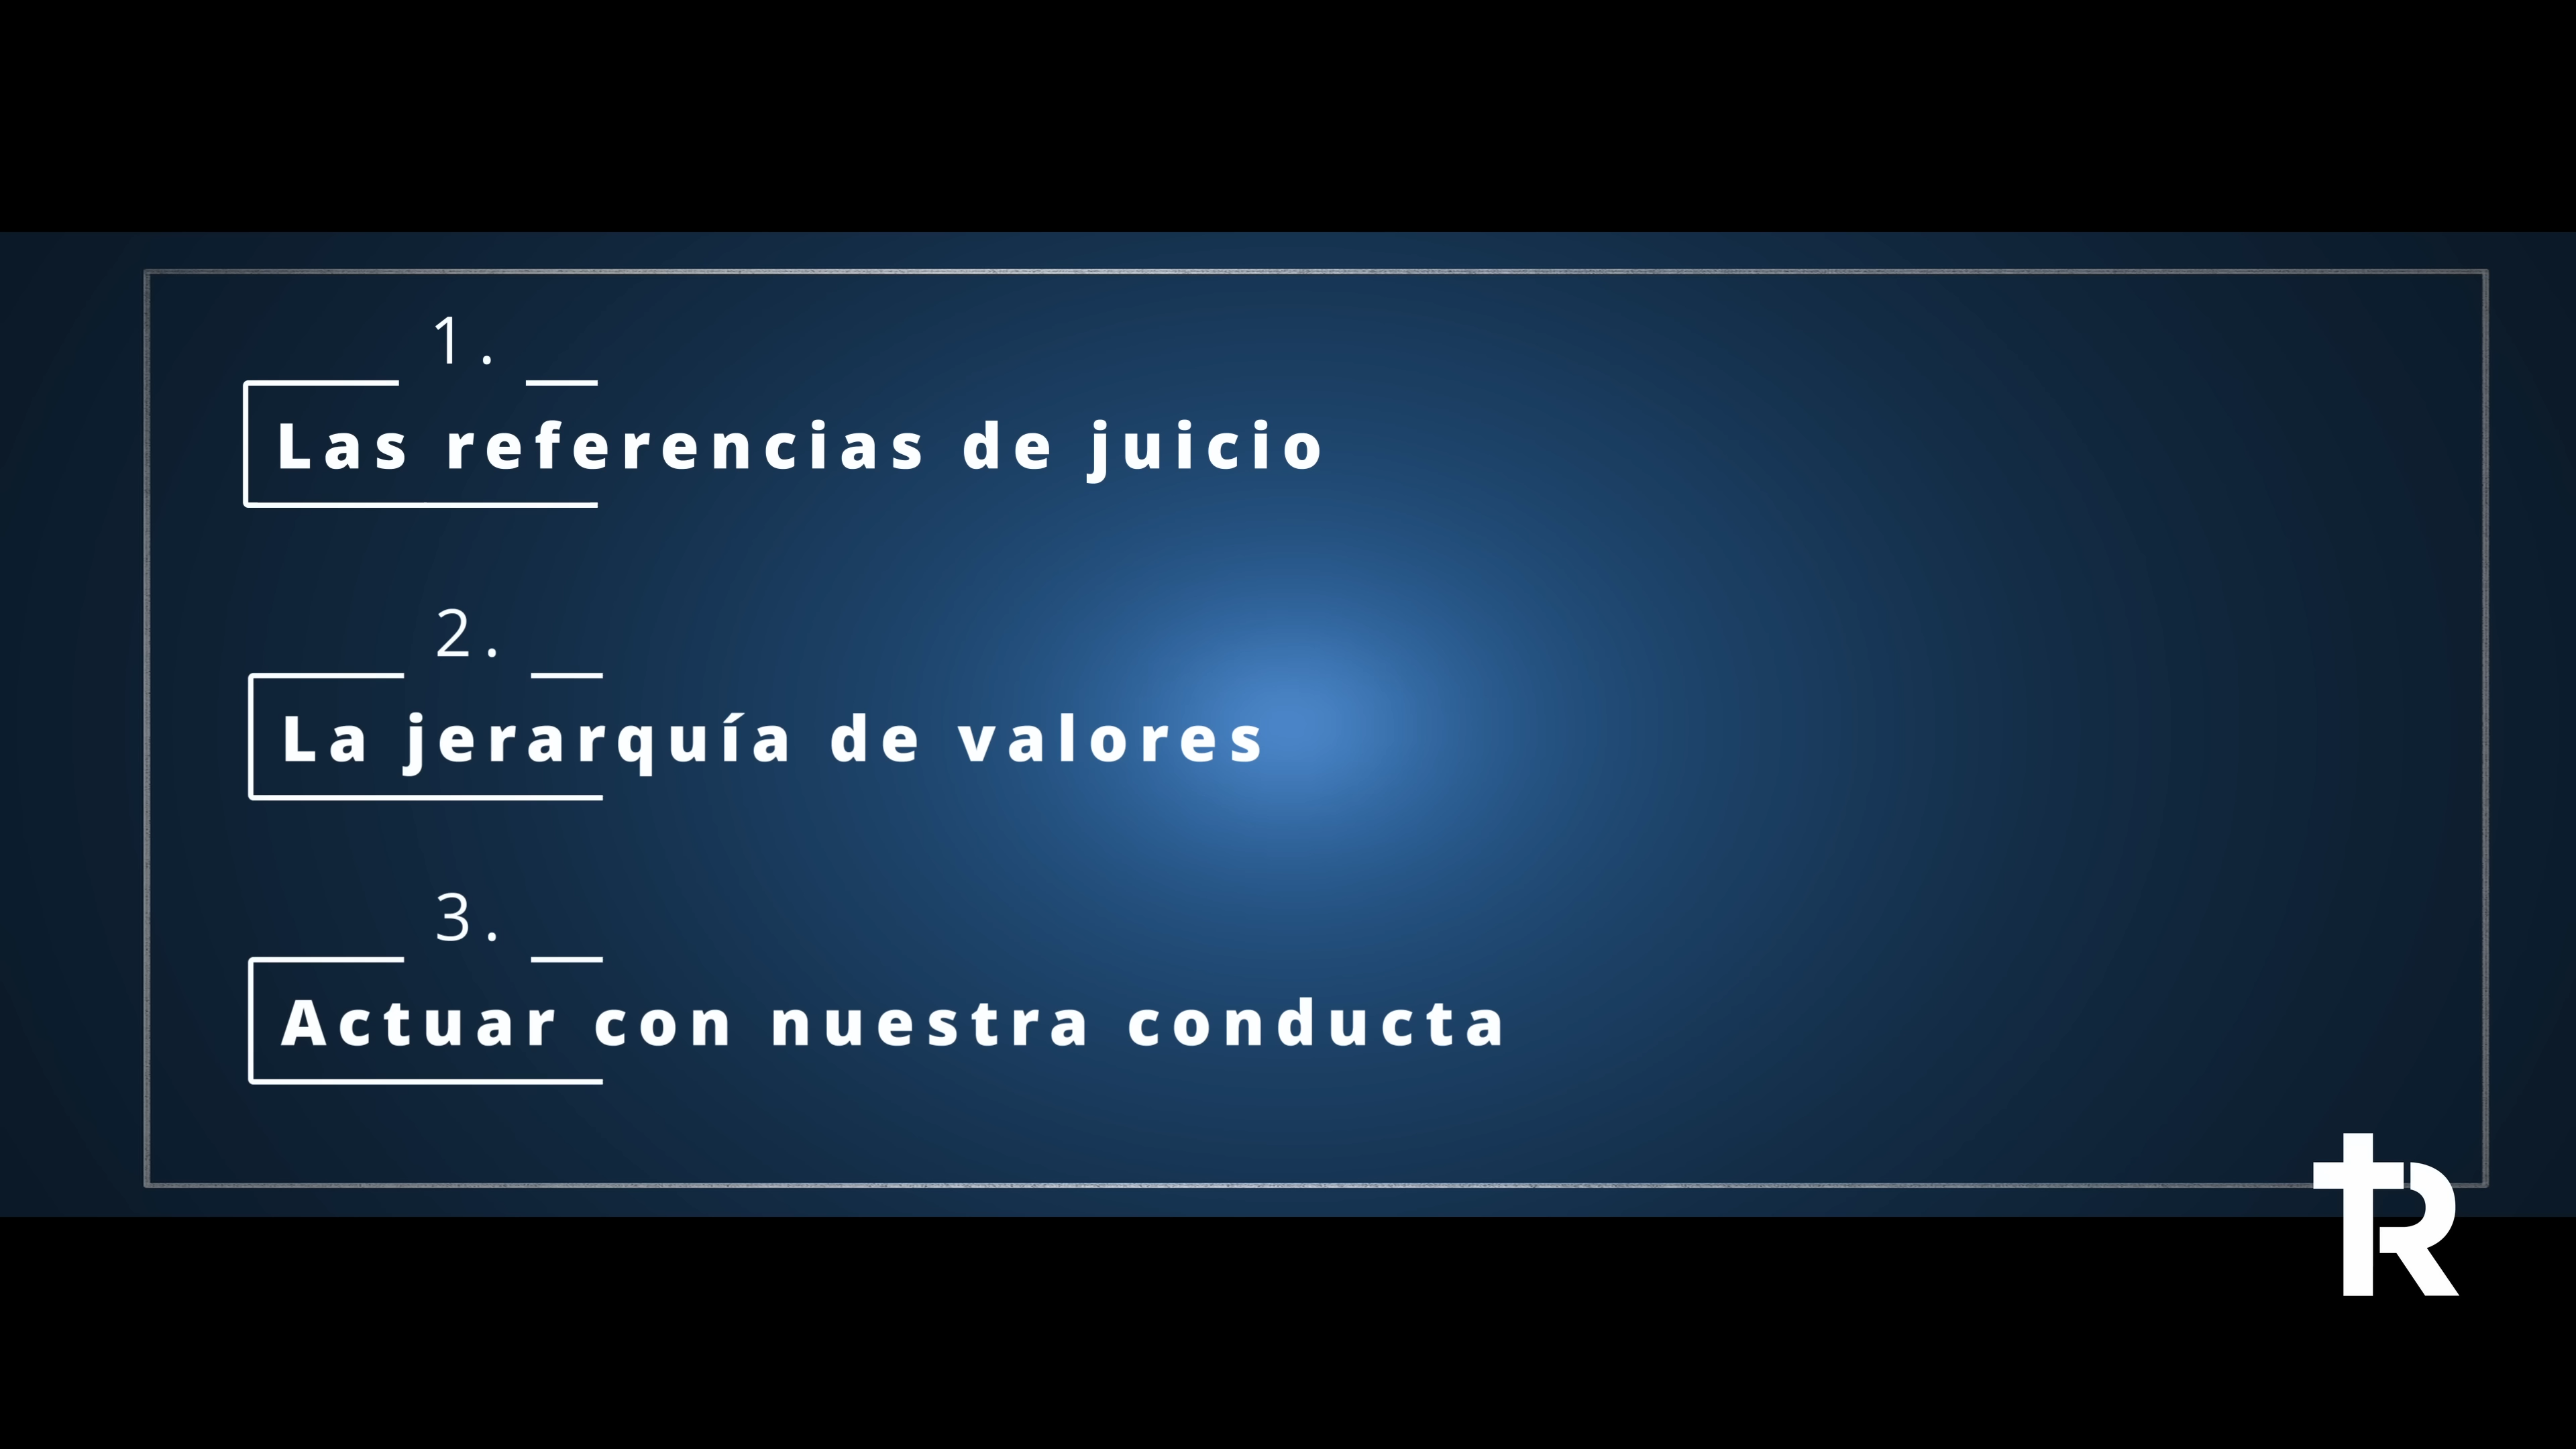 1.
Las referencias de juicio
2.
La jerarquía de valores
3.
Actuar con nuestra conducta
R